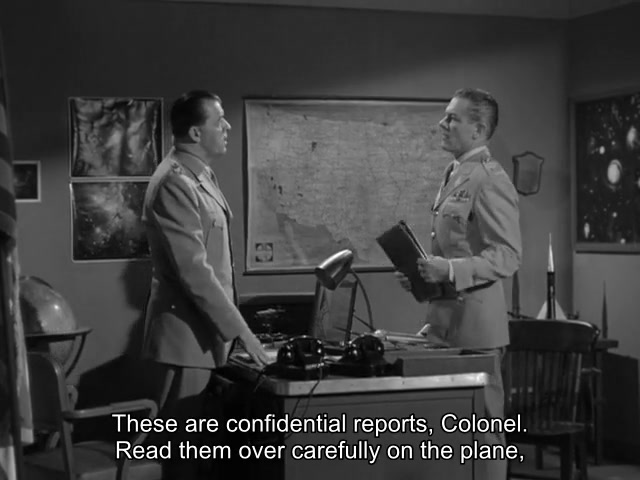 These are confidential reports, Colonel.
Read them over carefully on the plane,